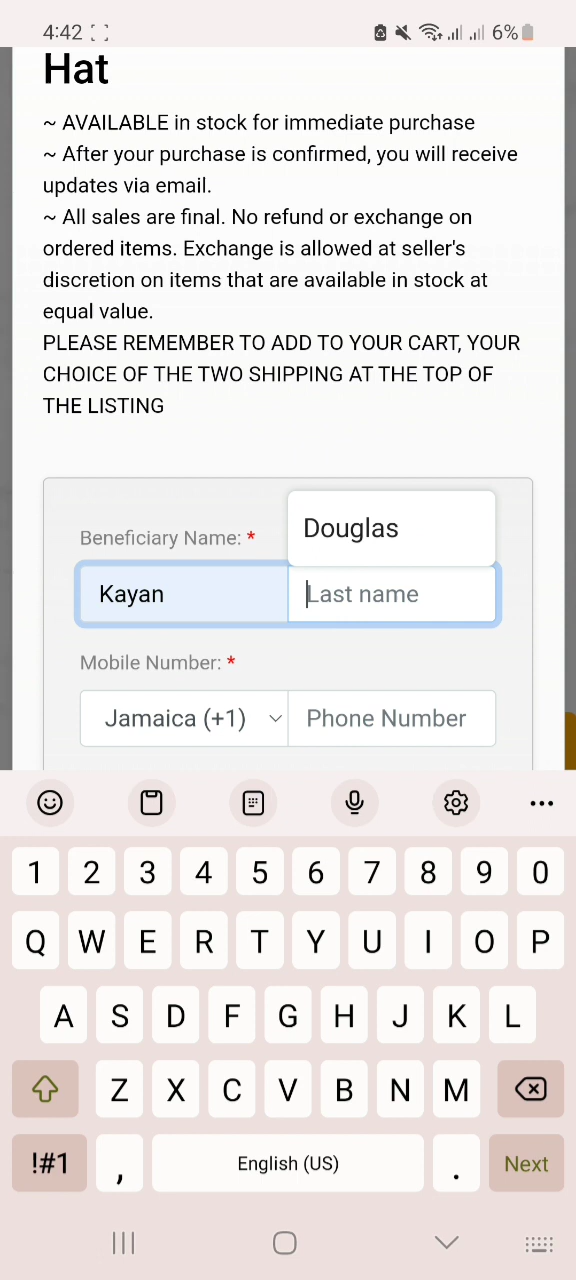 4:42 6%
Hat
~ AVAILABLE in stock for immediate purchase
~ After your purchase is confirmed, you will receive
updates via email.
~ All sales are final. No refund or exchange on
ordered items. Exchange is allowed at seller's
discretion on items that are available in stock at
equal value.
PLEASE REMEMBER TO ADD TO YOUR CART, YOUR
CHOICE OF THE TWO SHIPPING AT THE TOP OF
THE LISTING
Douglas
Beneficiary Name: *
Kayan Last name
Mobile Number: *
Jamaica (+1) Phone Number
1 2 3 4 5 6 7 8 9 0
Q W E R T Y U I O P
A S D F G H J K L
Z X C V B N M
!#1 , English (US) . Next